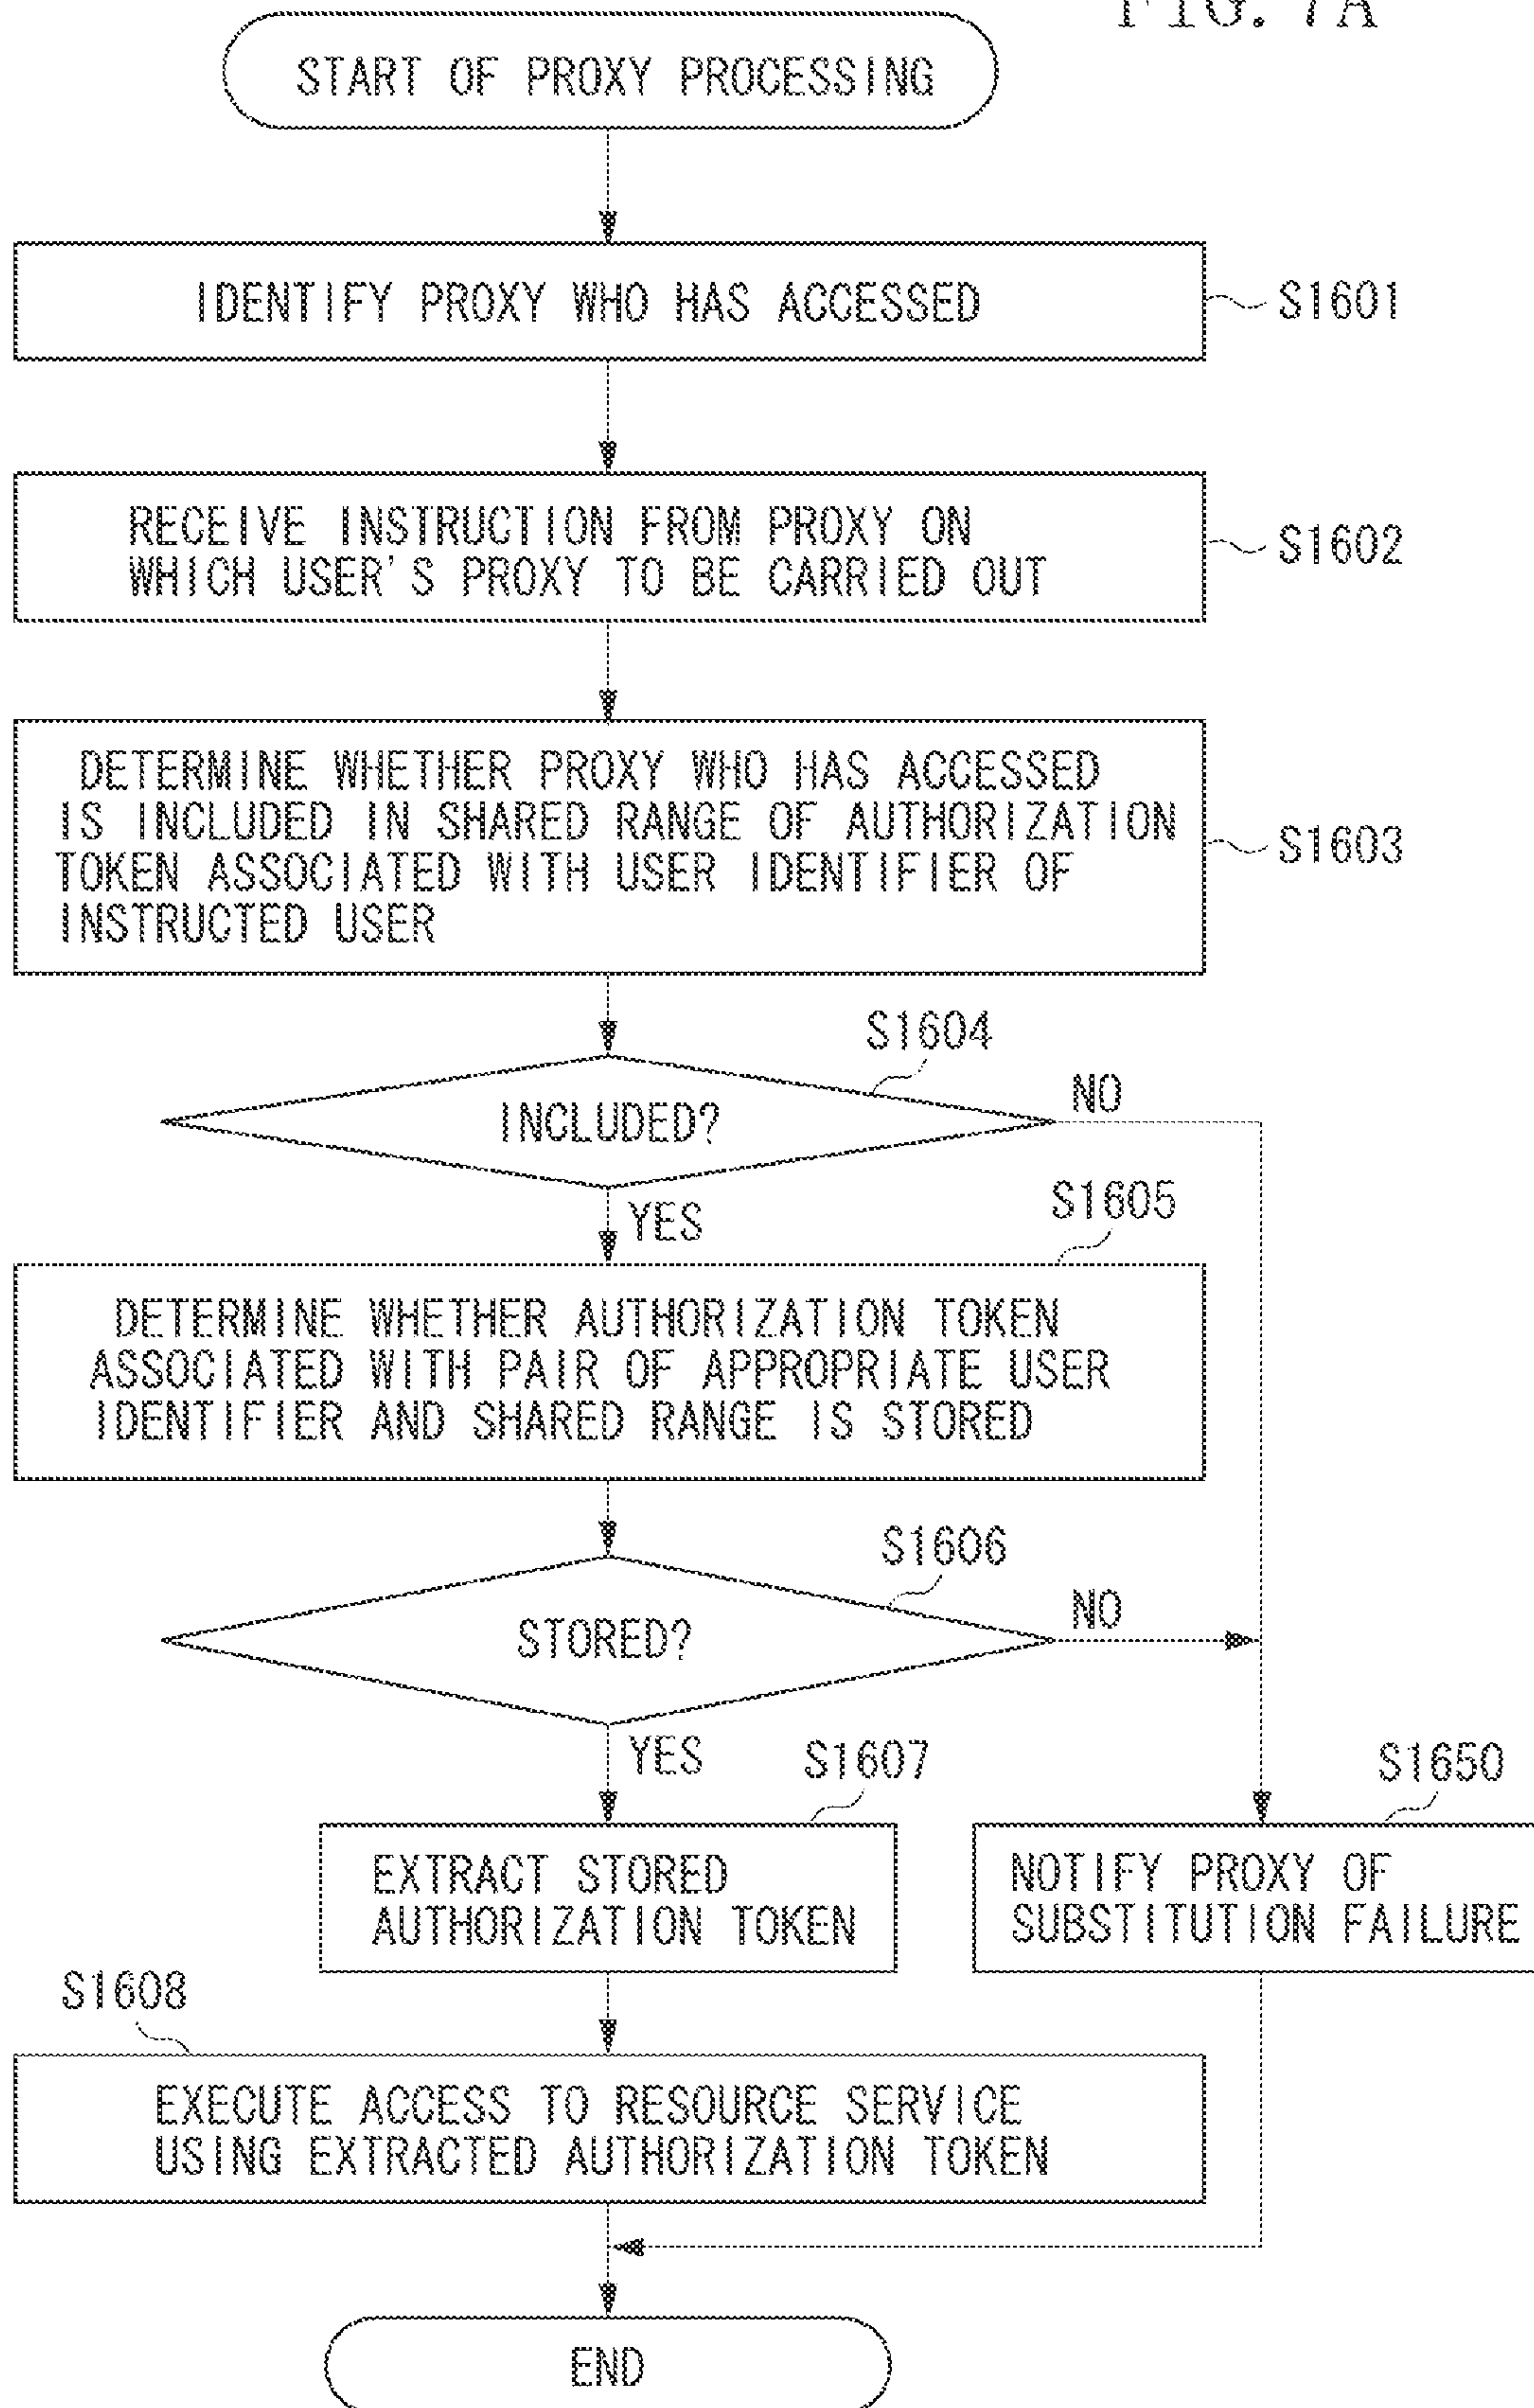 FIG. 7A
START OF PROXY PROCESSING
IDENTIFY PROXY WHO HAS ACCESSED
S1601
RECEIVE INSTRUCTION FROM PROXY ON
WHICH USER'S PROXY TO BE CARRIED OUT
S1602
DETERMINE WHETHER PROXY WHO HAS ACCESSED
IS INCLUDED IN SHARED RANGE OF AUTHORIZATION
TOKEN ASSOCIATED WITH USER IDENTIFIER OF
INSTRUCTED USER
S1603
S1604
INCLUDED?
NO
YES
S1605
DETERMINE WHETHER AUTHORIZATION TOKEN
ASSOCIATED WITH PAIR OF APPROPRIATE USER
IDENTIFIER AND SHARED RANGE IS STORED
S1606
STORED?
NO
YES
S1607
EXTRACT STORED
AUTHORIZATION TOKEN
S1650
NOTIFY PROXY OF
SUBSTITUTION FAILURE
S1608
EXECUTE ACCESS TO RESOURCE SERVICE
USING EXTRACTED AUTHORIZATION TOKEN
END